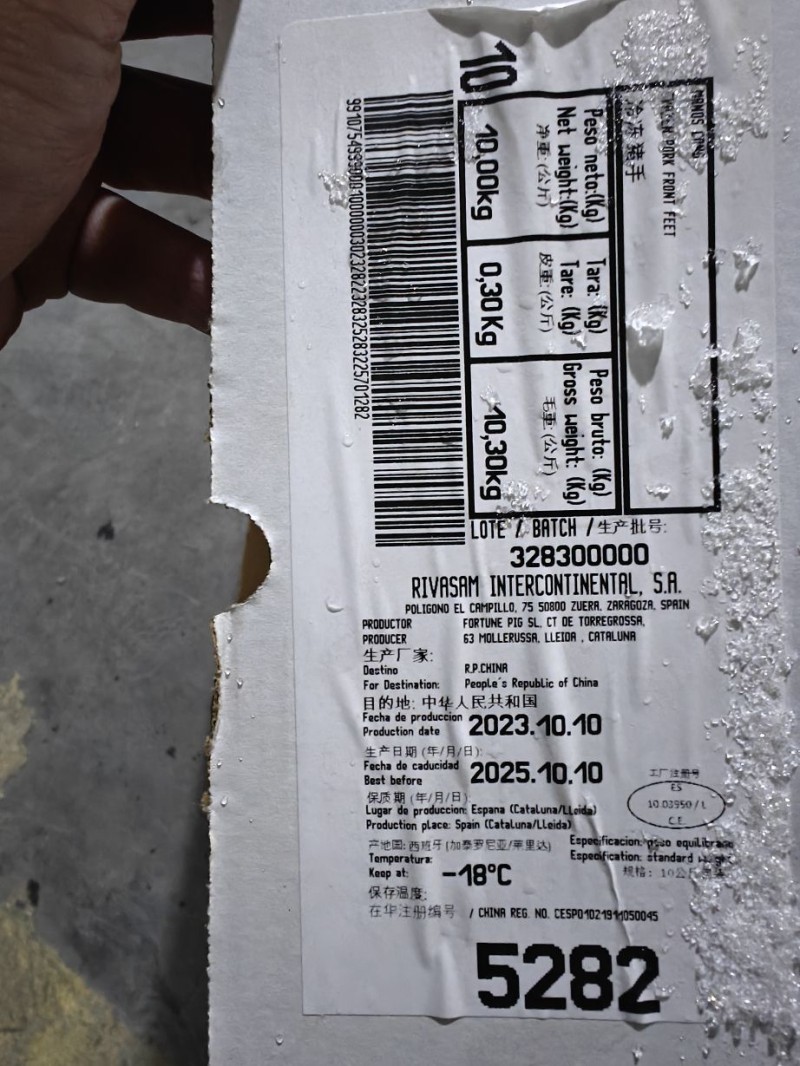 10
MANOS CONG
PORK FRONT FEET
冷冻猪手
Peso neto:(Kg)
Net weight:(Kg)
净重:(公斤)
10,00kg
Tara: (Kg)
Tare: (Kg)
皮重:(公斤)
0,30 Kg
Peso bruto: (Kg)
Gross weight: (Kg)
毛重:(公斤)
10,30kg
LOTE / BATCH /生产批号:
328300000
RIVASAM INTERCONTINENTAL, S.A.
POLIGONO EL CAMPILLO, 75 50800 ZUERA, ZARAGOZA, SPAIN
PRODUCTOR FORTUNE PIG SL, CT DE TORREGROSSA,
PRODUCER 63 MOLLERUSSA, LLEIDA , CATALUNA
生产厂家:
Destino R.P.CHINA
For Destination: People's Republic of China
目的地: 中华人民共和国
Fecha de produccion 2023.10.10
Production date
生产日期 (年/月/日):
Fecha de caducidad 2025.10.10
Best before
保质期 (年/月/日):
Lugar de produccion: Espana (Cataluna/Lleida)
Production place: Spain (Cataluna/Lleida)
产地国: 西班牙 (加泰罗尼亚/莱里达)
工厂注册号
ES
10.03950 / L
C.E.
Especificacion: peso equilibrado
Especification: standard weight
规格: 10公斤
Temperatura:
Keep at: -18°C
保存温度:
在华注册编号 / CHINA REG. NO. CESP01021911050045
5282